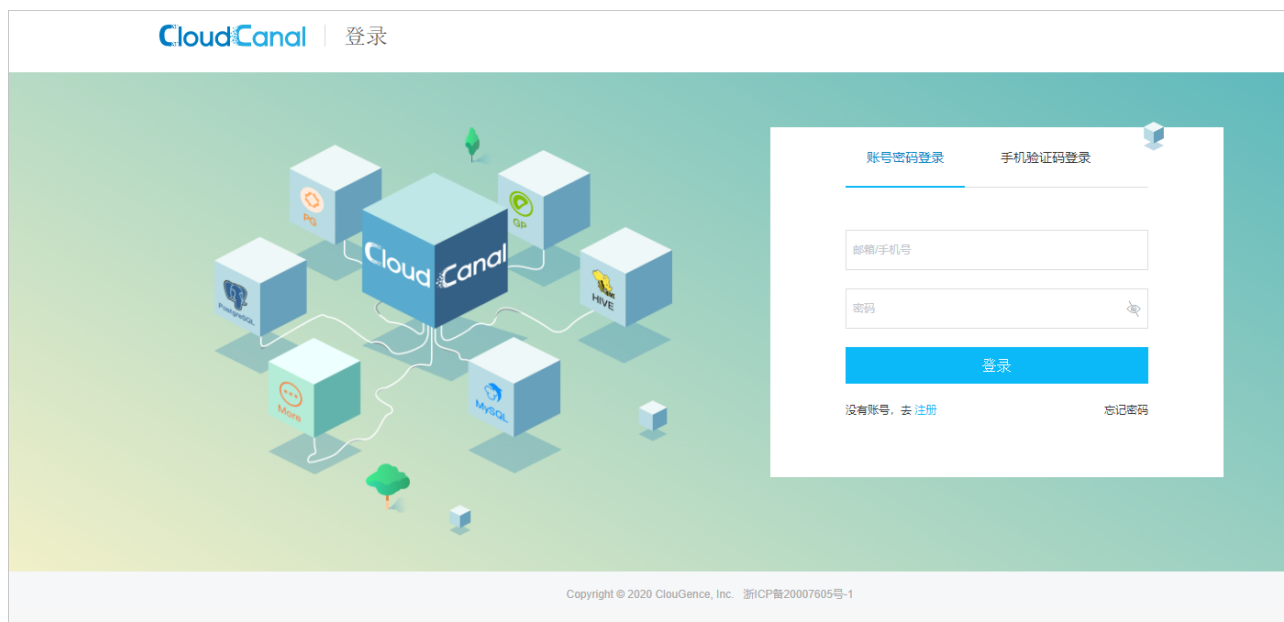 CloudCanal 登录
PG
GP
Cloud Canal
PostgreSQL
HIVE
More
MySQL
账号密码登录 手机验证码登录
邮箱/手机号
密码
登录
没有账号，去 注册 忘记密码
Copyright © 2020 ClouGence, Inc. 浙ICP备20007605号-1